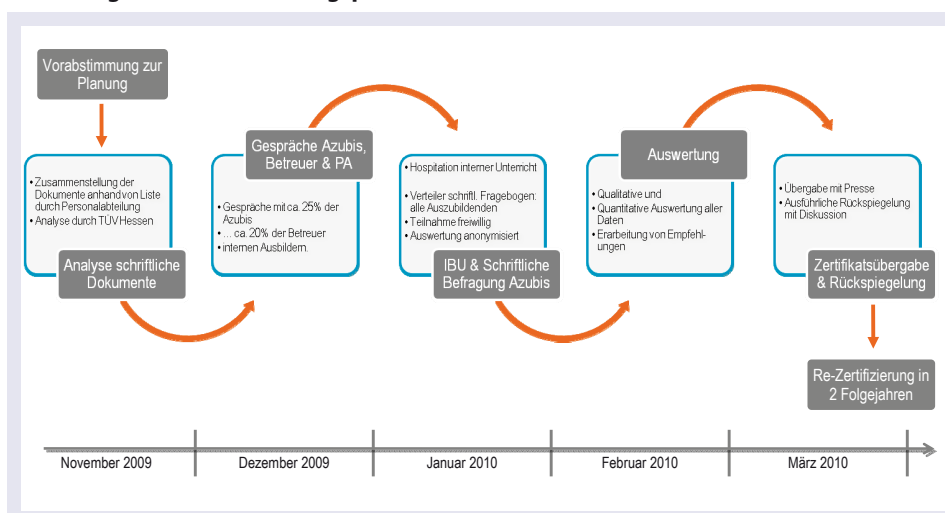 Vorabstimmung zur
Planung
• Zusammenstellung der
Dokumente anhand von Liste
durch Personalabteilung
• Analyse durch TÜV Hessen
Analyse schriftliche
Dokumente
Gespräche Azubis,
Betreuer & PA
• Gespräche mit ca. 25% der
Azubis
• ... ca. 20% der Betreuer
• internen Ausbildern.
• Hospitation interner Unterricht
• Verteiler schriftl. Fragebogen:
alle Auszubildenden
• Teilnahme freiwillig
• Auswertung anonymisiert
IBU & Schriftliche
Befragung Azubis
Auswertung
• Qualitative und
• Quantitative Auswertung aller
Daten
• Erarbeitung von Empfeh-
lungen
• Übergabe mit Presse
• Ausführliche Rückspiegelung
mit Diskussion
Zertifikatsübergabe
& Rückspiegelung
Re-Zertifizierung in
2 Folgejahren
November 2009
Dezember 2009
Januar 2010
Februar 2010
März 2010